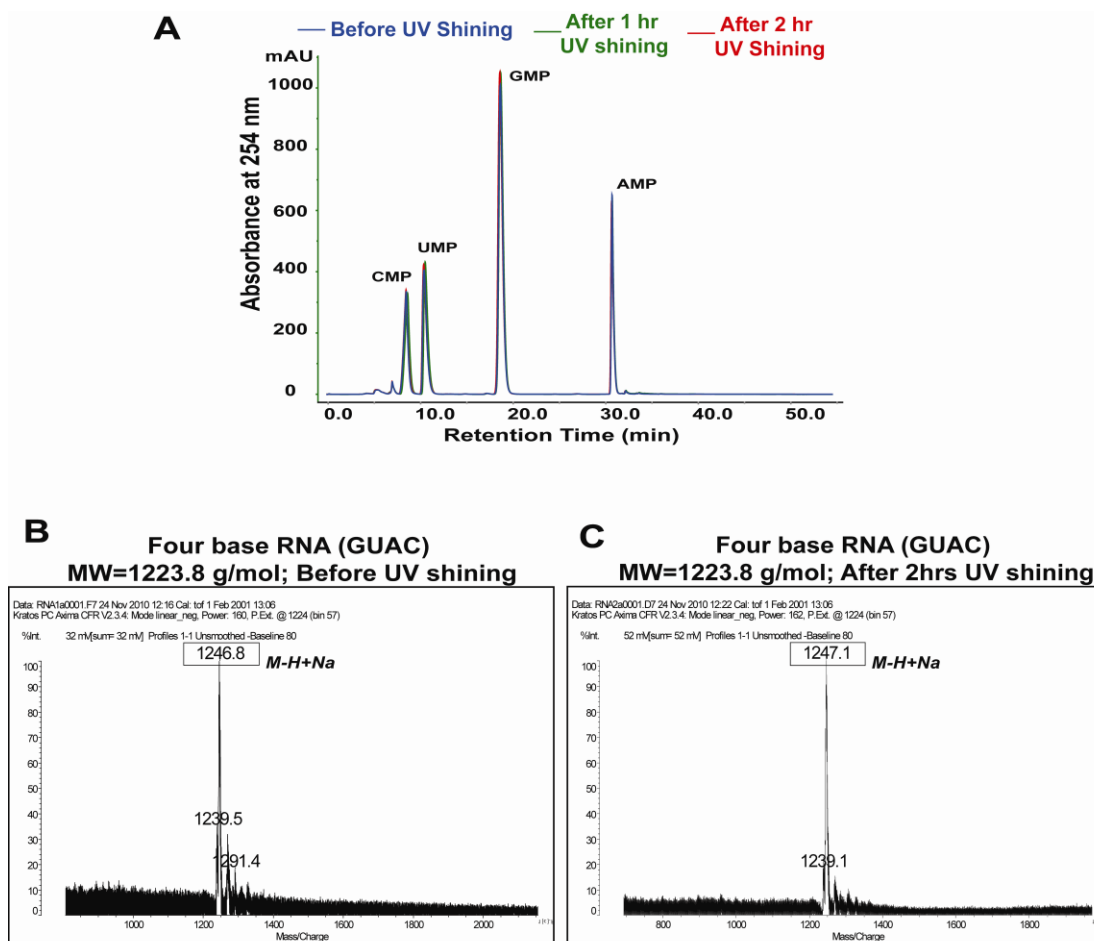 A
Before UV Shining
After 1 hr
UV shining
After 2 hr
UV Shining
mAU
1000
800
600
400
200
0
Absorbance at 254 nm
CMP
UMP
GMP
AMP
0.0 10.0 20.0 30.0 40.0 50.0
Retention Time (min)
B
Four base RNA (GUAC)
MW=1223.8 g/mol; Before UV shining
Data: RNA1a0001.F7 24 Nov 2010 12:16 Cal: tof 1 Feb 2001 13:06
Kratos PC Axima CFR V2.3.4: Mode linear_neg, Power: 160, P.Ext. @ 1224 (bin 57)
%Int. 32 mV[sum= 32 mV] Profiles 1-1 Unsmoothed -Baseline 80
1246.8
M-H+Na
100
90
80
70
60
50
40
30
20
10
0
1239.5
1291.4
1000 1200 1400 1600 1800 2000
Mass/Charge
C
Four base RNA (GUAC)
MW=1223.8 g/mol; After 2hrs UV shining
Data: RNA2a0001.D7 24 Nov 2010 12:22 Cal: tof 1 Feb 2001 13:06
Kratos PC Axima CFR V2.3.4: Mode linear_neg, Power: 162, P.Ext. @ 1224 (bin 57)
%Int. 52 mV[sum= 52 mV] Profiles 1-1 Unsmoothed -Baseline 80
1247.1
M-H+Na
100
90
80
70
60
50
40
30
20
10
0
1239.1
800 1000 1200 1400 1600 1800
Mass/Charge